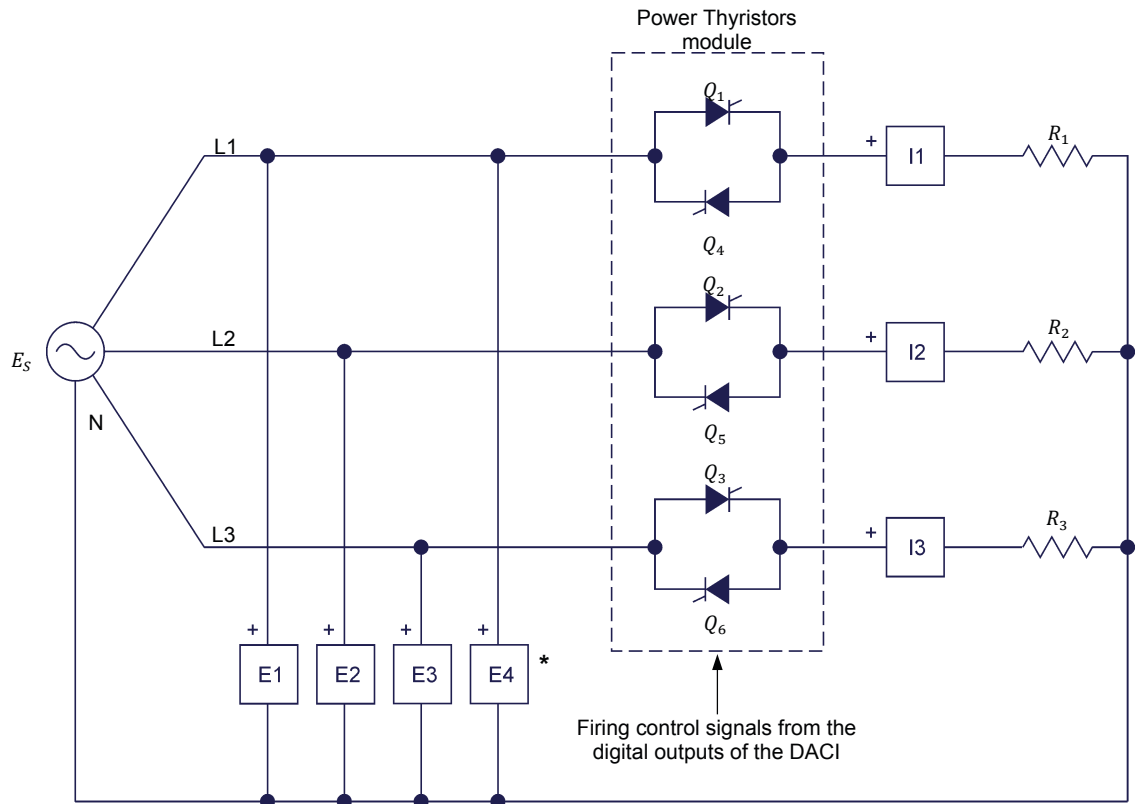 Power Thyristors
module
Q₁
L1
+
I1
R₁
Q₄
Q₂
L2
+
I2
R₂
E_S
N
Q₅
Q₃
L3
+
I3
R₃
Q₆
+
+
+
+
E1
E2
E3
E4
*
Firing control signals from the
digital outputs of the DACI